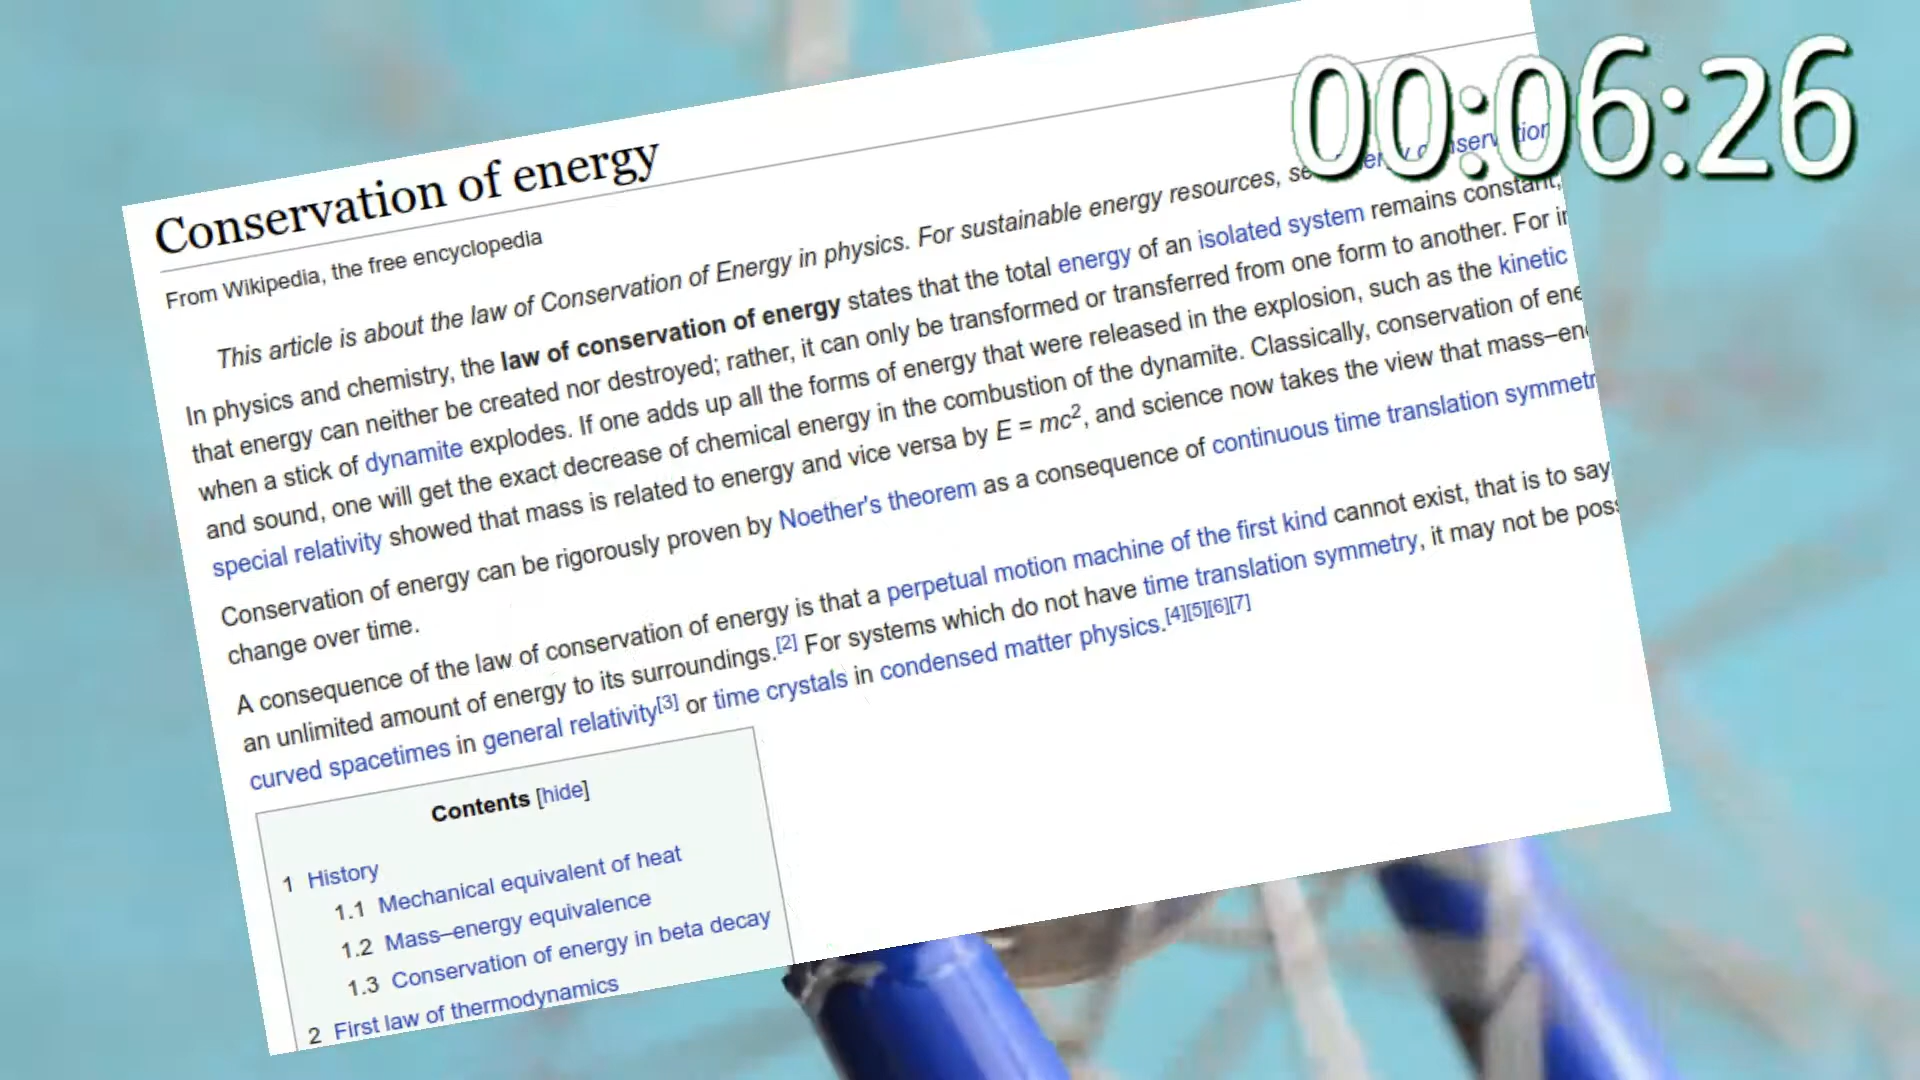 00:06:26
Conservation of energy
From Wikipedia, the free encyclopedia
This article is about the law of Conservation of Energy in physics. For sustainable energy resources,
In physics and chemistry, the law of conservation of energy states that the total energy of an isolated system remains constant,
that energy can neither be created nor destroyed; rather, it can only be transformed or transferred from one form to another. For
when a stick of dynamite explodes. If one adds up all the forms of energy that were released in the explosion, such as the kinetic
and sound, one will get the exact decrease of chemical energy in the combustion of the dynamite. Classically, conservation of
special relativity showed that mass is related to energy and vice versa by E = mc², and science now takes the view that
Conservation of energy can be rigorously proven by Noether's theorem as a consequence of continuous time translation
change over time.
A consequence of the law of conservation of energy is that a perpetual motion machine of the first kind cannot exist, that is to say
an unlimited amount of energy to its surroundings.[2] For systems which do not have time translation symmetry, it may not be
curved spacetimes in general relativity[3] or time crystals in condensed matter physics.[4][5][6][7]
Contents [hide]
1 History
1.1 Mechanical equivalent of heat
1.2 Mass–energy equivalence
1.3 Conservation of energy in beta decay
2 First law of thermodynamics